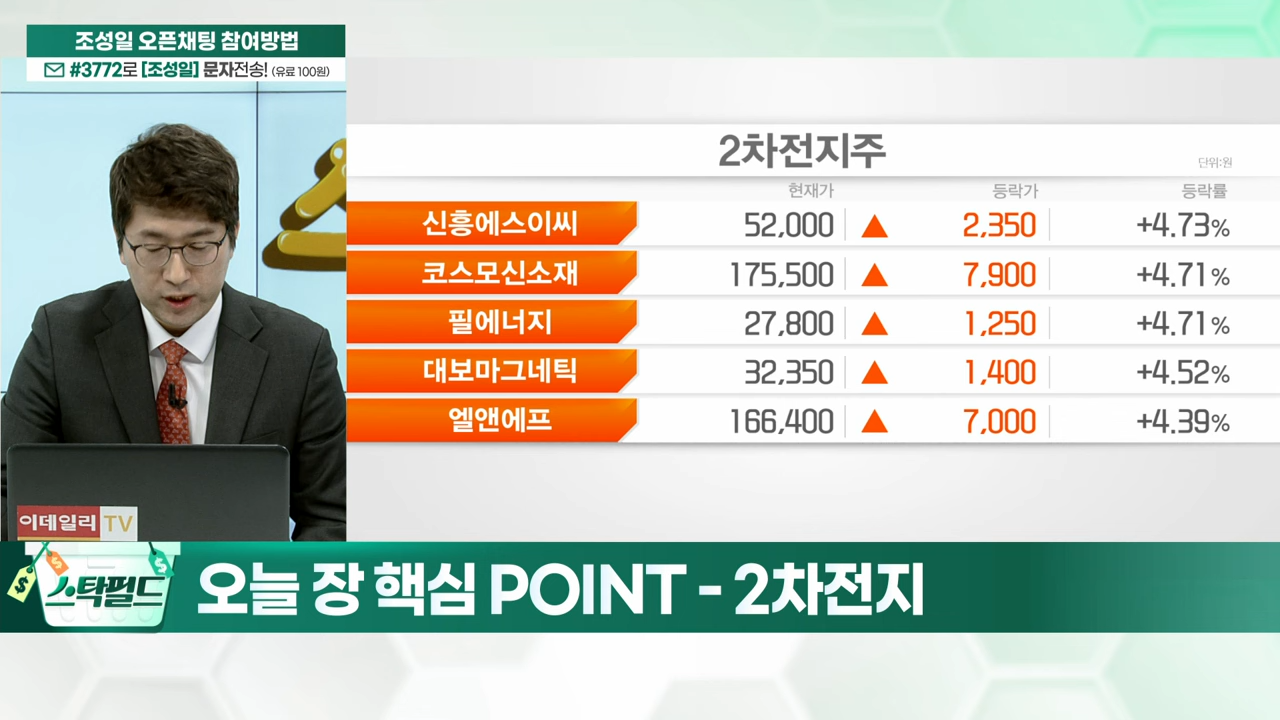 조성일 오픈채팅 참여방법
#3772로 [조성일] 문자전송! (유료 100원)
2차전지주
단위:원
현재가 등락가 등락률
신흥에스이씨 52,000 ▲ 2,350 +4.73%
코스모신소재 175,500 ▲ 7,900 +4.71%
필에너지 27,800 ▲ 1,250 +4.71%
대보마그네틱 32,350 ▲ 1,400 +4.52%
엘앤에프 166,400 ▲ 7,000 +4.39%
이데일리 TV
스탁필드
오늘 장 핵심 POINT - 2차전지